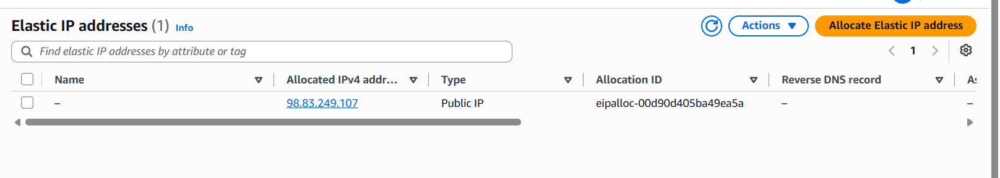 Elastic IP addresses (1) Info
Actions
Allocate Elastic IP address
Find elastic IP addresses by attribute or tag
1
Name Allocated IPv4 addr... Type Allocation ID Reverse DNS record As
– 98.83.249.107 Public IP eipalloc-00d90d405ba49ea5a – –